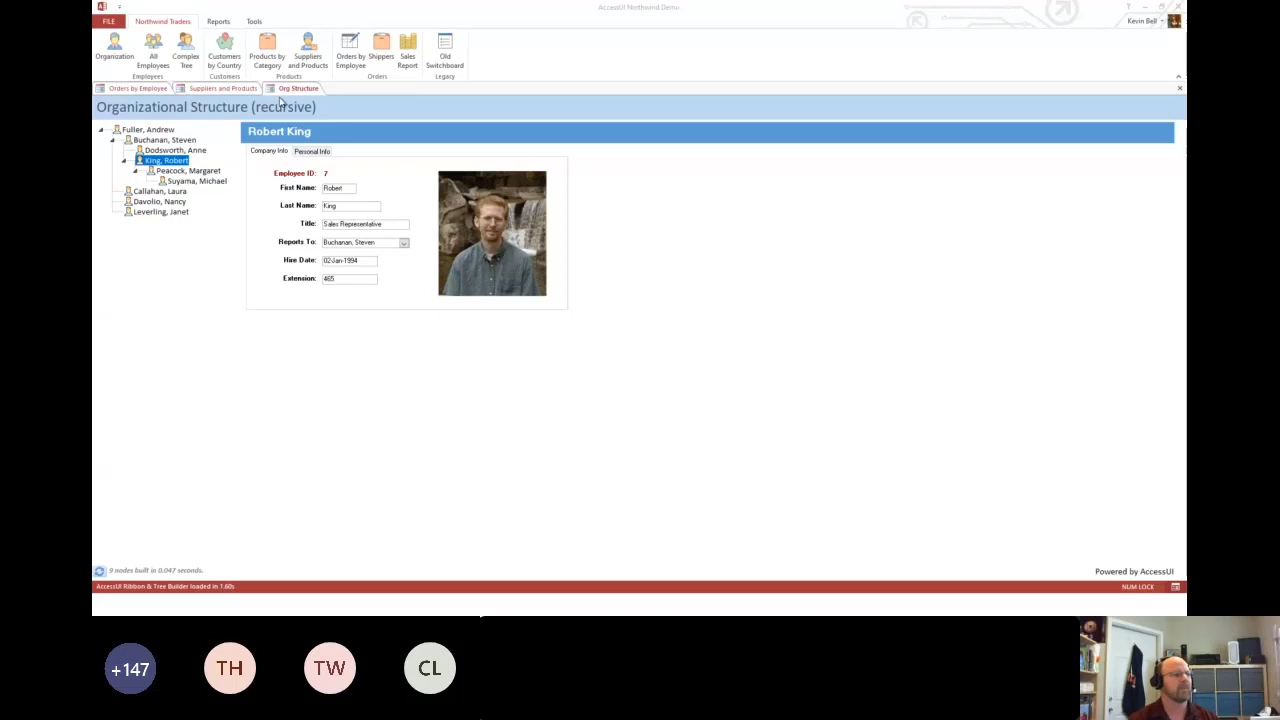 AccessUI Northwind Demo
FILE Northwind Traders Reports Tools Kevin Bell
Organization All Employees Complex Tree Customers by Country Products by Category Suppliers and Products Orders by Employee Shippers Sales Report Old Switchboard
Employees Customers Products Orders Legacy
Orders by Employee Suppliers and Products Org Structure
Organizational Structure (recursive)
Fuller, Andrew
Buchanan, Steven
Dodsworth, Anne
King, Robert
Peacock, Margaret
Suyama, Michael
Callahan, Laura
Davolio, Nancy
Leverling, Janet
Robert King
Company Info Personal Info
Employee ID: 7
First Name: Robert
Last Name: King
Title: Sales Representative
Reports To: Buchanan, Steven
Hire Date: 02-Jan-1994
Extension: 465
9 nodes built in 0.047 seconds.
Powered by AccessUI
AccessUI Ribbon & Tree Builder loaded in 1.60s
NUM LOCK
+147 TH TW CL